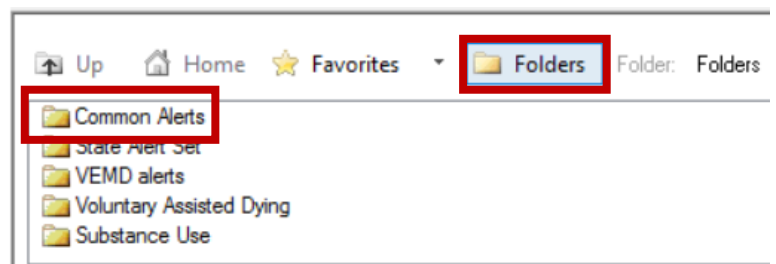 Up Home Favorites Folders Folder: Folders
Common Alerts
State Alert Set
VEMD alerts
Voluntary Assisted Dying
Substance Use